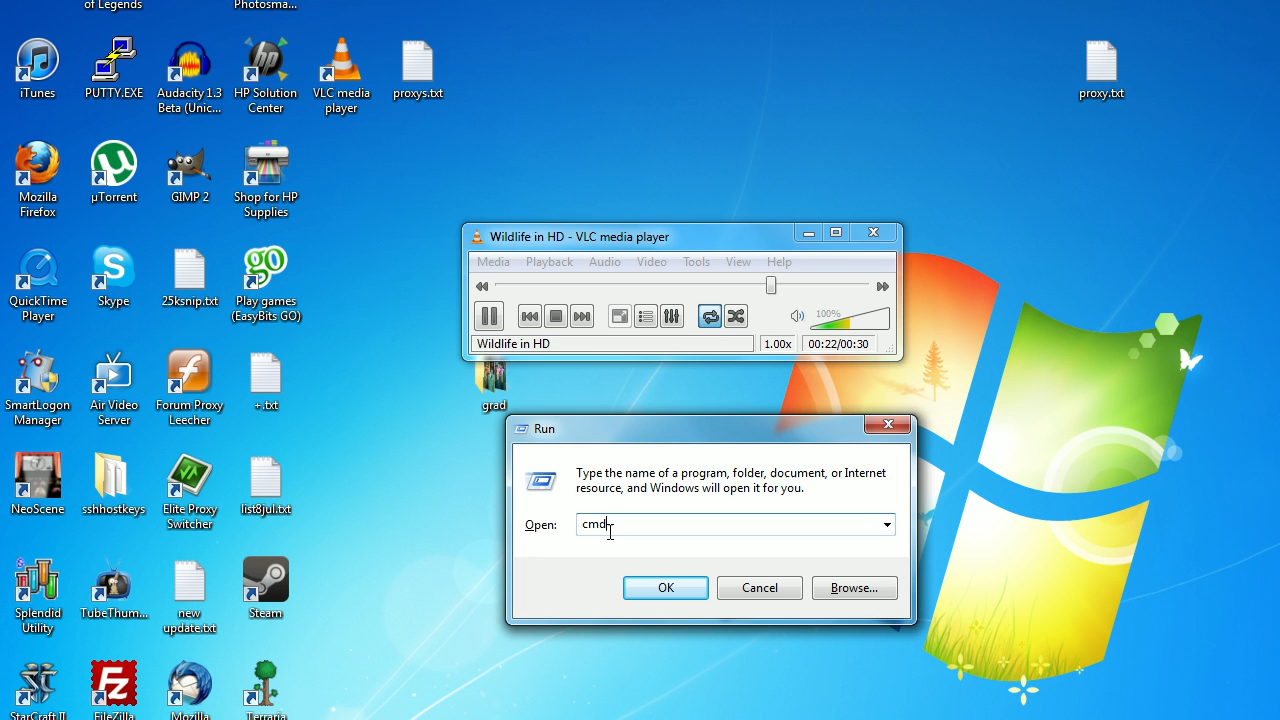 of Legends
Photosma...
iTunes
PUTTY.EXE
Audacity 1.3
Beta (Unic...
HP Solution
Center
VLC media
player
proxys.txt
proxy.txt
Mozilla
Firefox
µTorrent
GIMP 2
Shop for HP
Supplies
QuickTime
Player
Skype
25ksnip.txt
Play games
(EasyBits GO)
SmartLogon
Manager
Air Video
Server
Forum Proxy
Leecher
+.txt
grad
NeoScene
sshhostkeys
Elite Proxy
Switcher
list8jul.txt
Splendid
Utility
TubeThum...
new
update.txt
Steam
StarCraft II
FileZilla
Mozilla
Terraria
Wildlife in HD - VLC media player
Media Playback Audio Video Tools View Help
100%
Wildlife in HD 1.00x 00:22/00:30
Run
Type the name of a program, folder, document, or Internet
resource, and Windows will open it for you.
Open: cmd
OK Cancel Browse...